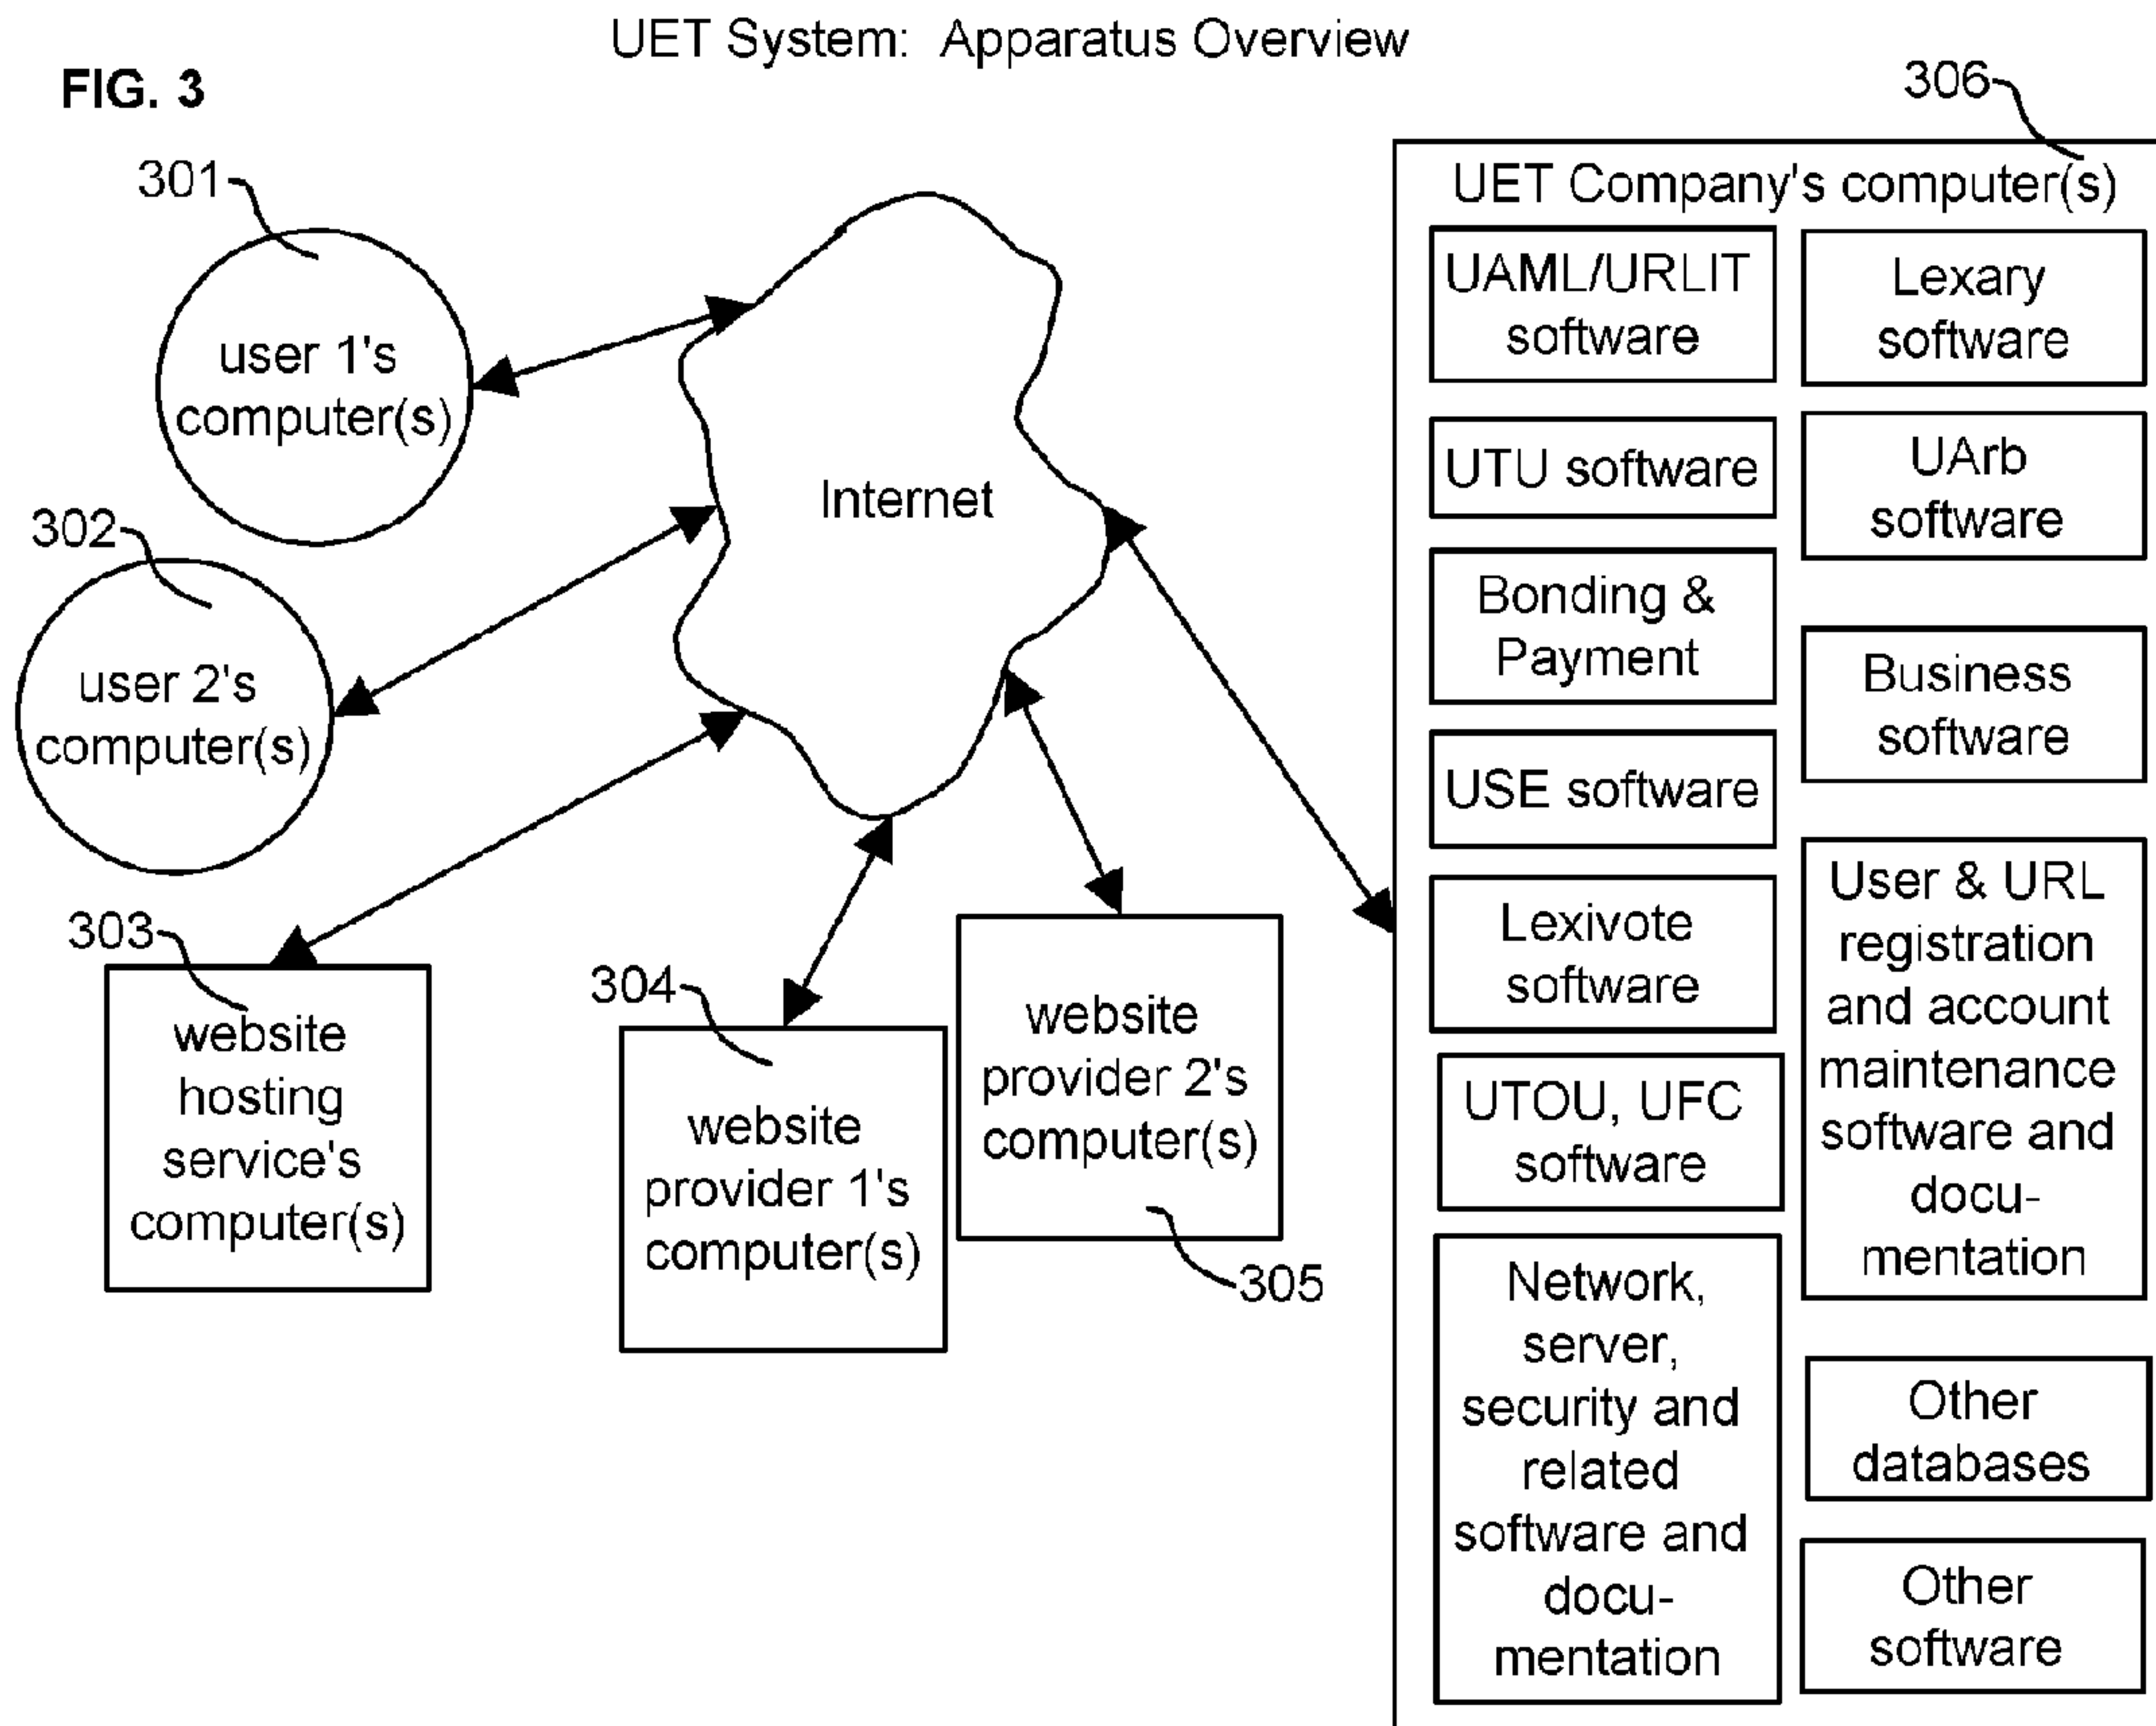 UET System: Apparatus Overview
FIG. 3
301
user 1's
computer(s)
302
user 2's
computer(s)
Internet
303
website
hosting
service's
computer(s)
304
website
provider 1's
computer(s)
website
provider 2's
computer(s)
305
306
UET Company's computer(s)
UAML/URLIT
software
UTU software
Bonding &
Payment
USE software
Lexivote
software
UTOU, UFC
software
Network,
server,
security and
related
software and
docu-
mentation
Lexary
software
UArb
software
Business
software
User & URL
registration
and account
maintenance
software and
docu-
mentation
Other
databases
Other
software